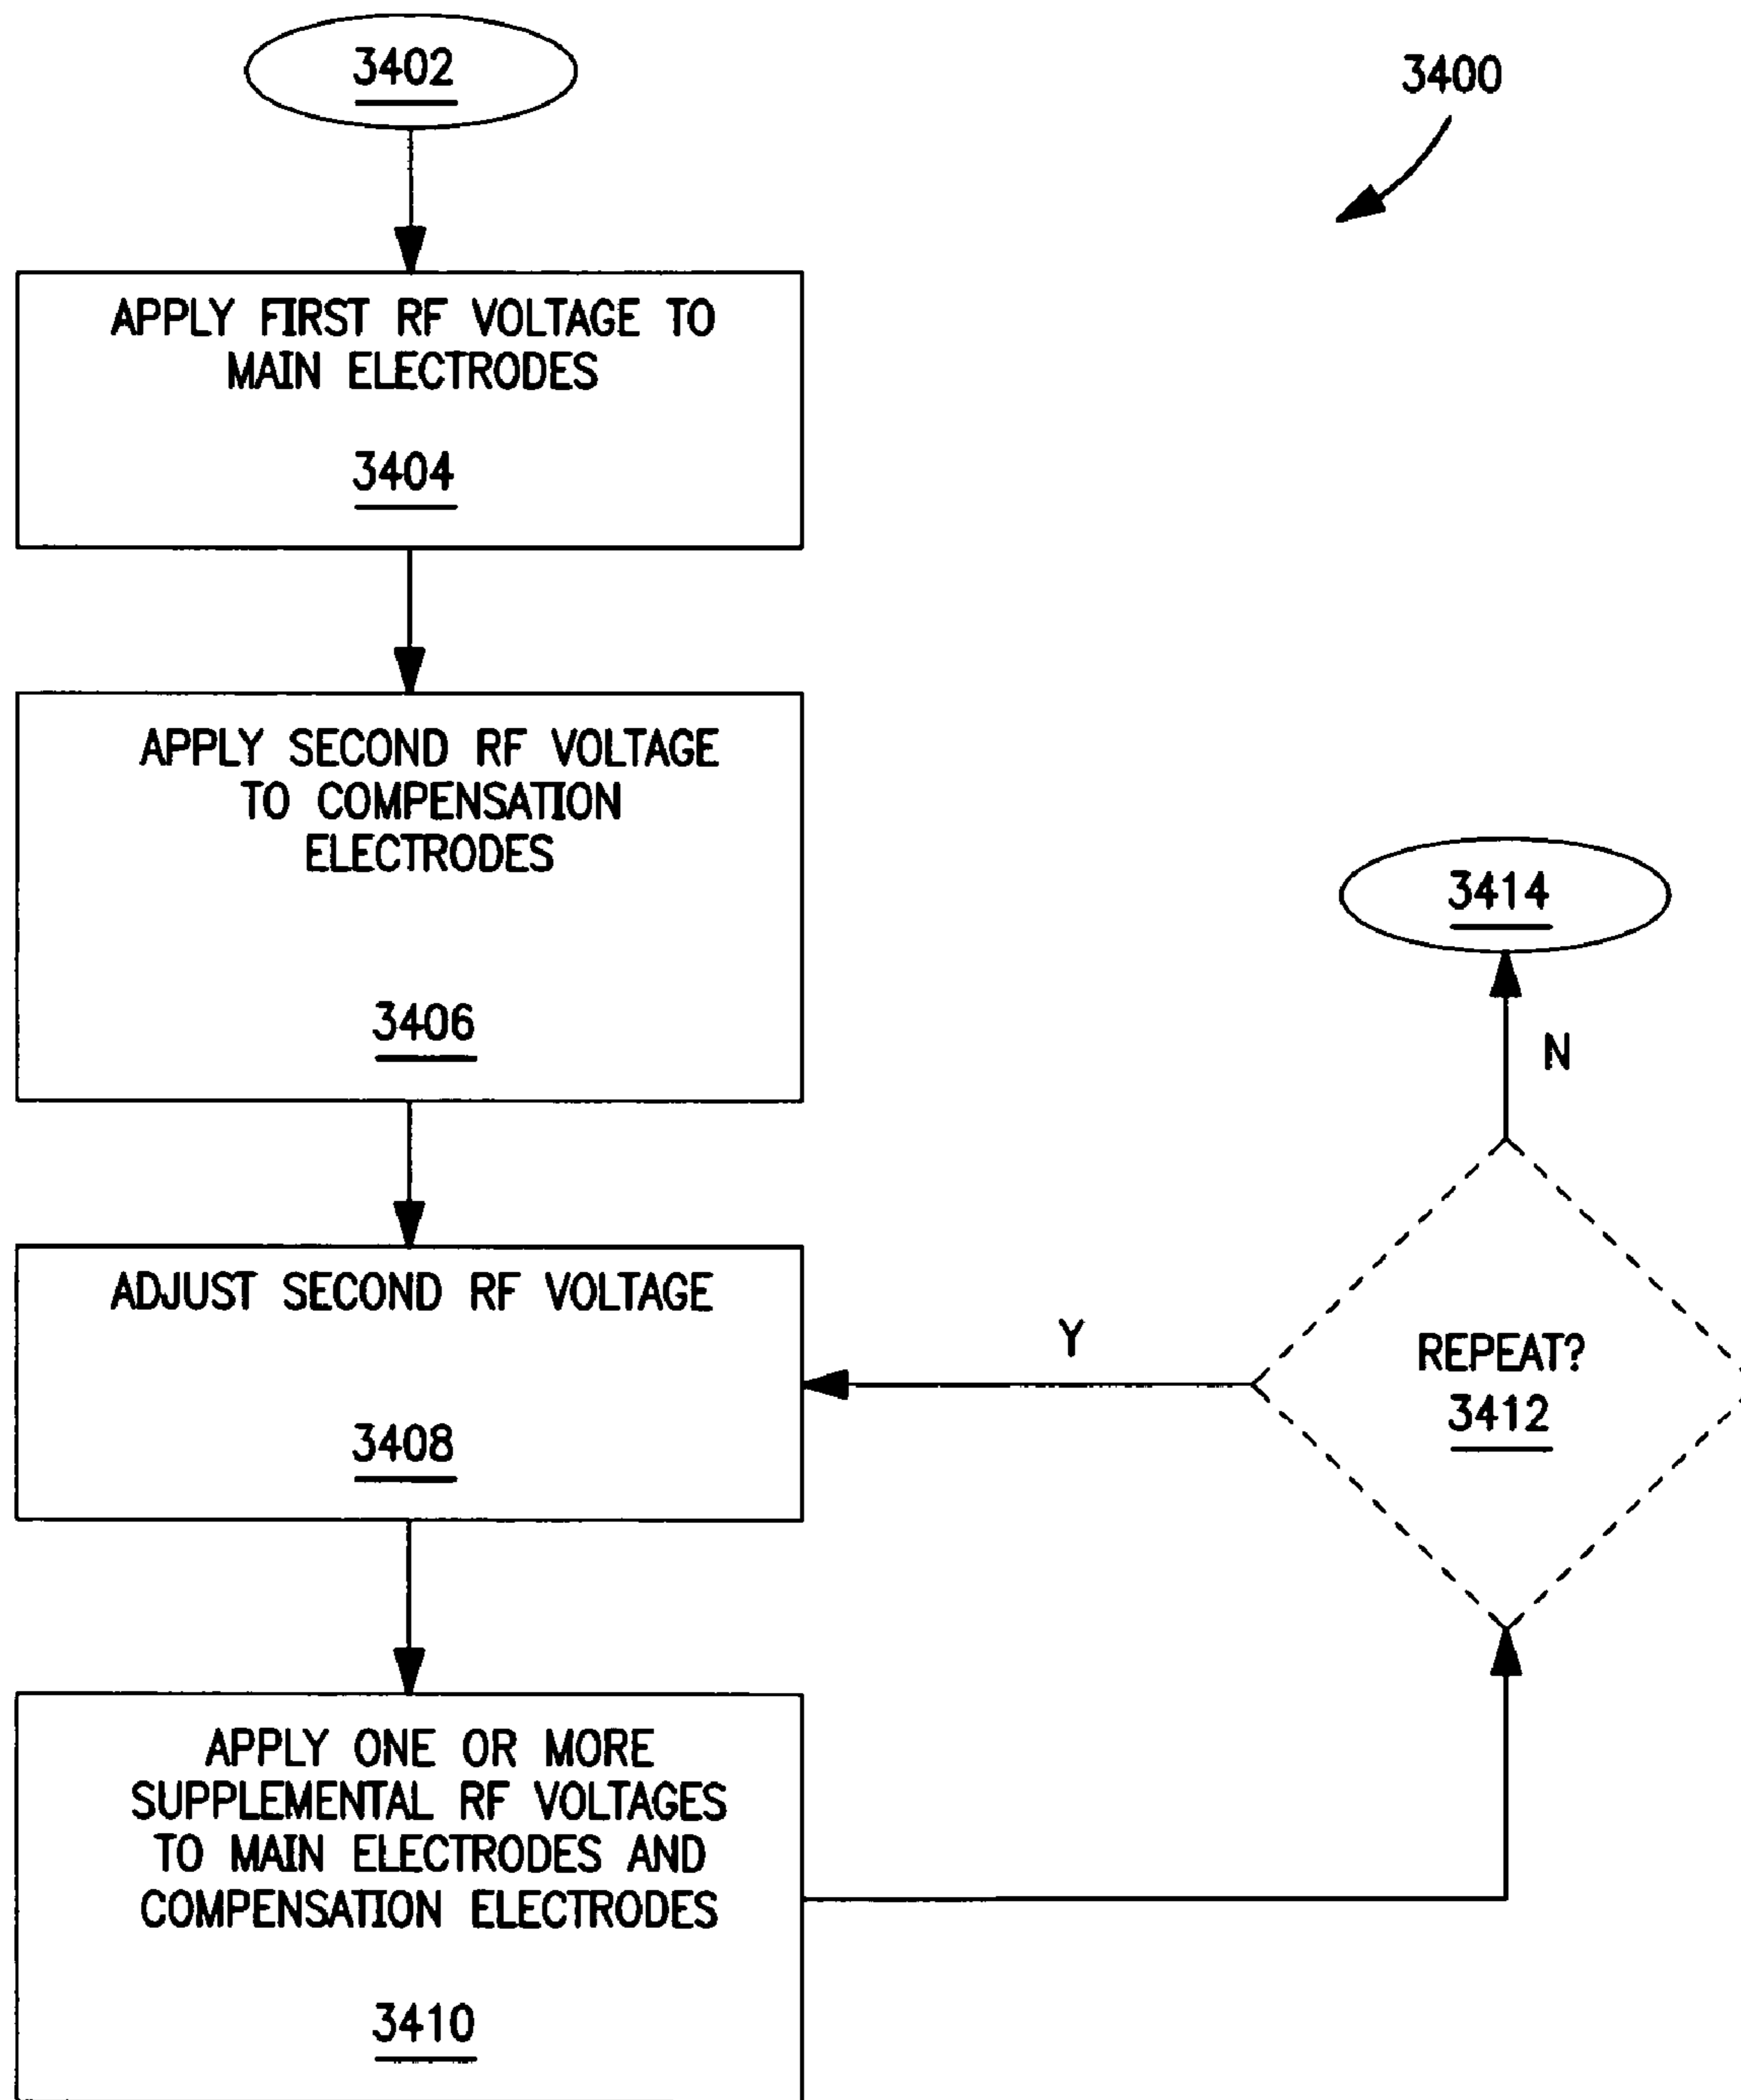 3402
3400
APPLY FIRST RF VOLTAGE TO
MAIN ELECTRODES
3404
APPLY SECOND RF VOLTAGE
TO COMPENSATION
ELECTRODES
3406
3414
N
ADJUST SECOND RF VOLTAGE
3408
Y
REPEAT?
3412
APPLY ONE OR MORE
SUPPLEMENTAL RF VOLTAGES
TO MAIN ELECTRODES AND
COMPENSATION ELECTRODES
3410